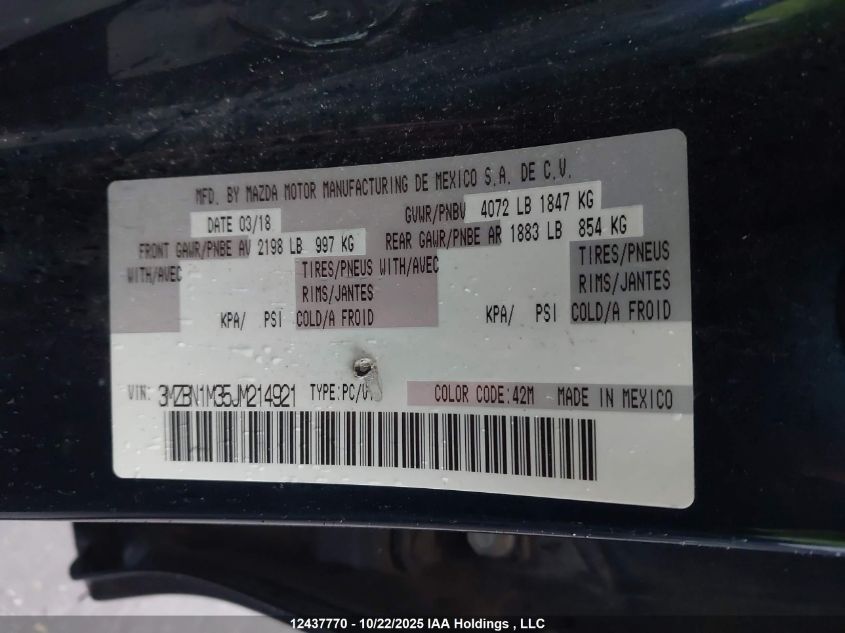 MFD. BY MAZDA MOTOR MANUFACTURING DE MEXICO S.A. DE C.V.
DATE 03/18 GVWR/PNBV 4072 LB 1847 KG
FRONT GAWR/PNBE AV 2198 LB 997 KG REAR GAWR/PNBE AR 1883 LB 854 KG
WITH/AVEC TIRES/PNEUS WITH/AVEC TIRES/PNEUS
RIMS/JANTES RIMS/JANTES
KPA/ PSI COLD/A FROID KPA/ PSI COLD/A FROID
VIN: 3MZBN1M35JM214921 TYPE:PC/ COLOR CODE:42M MADE IN MEXICO
12437770 - 10/22/2025 IAA Holdings , LLC